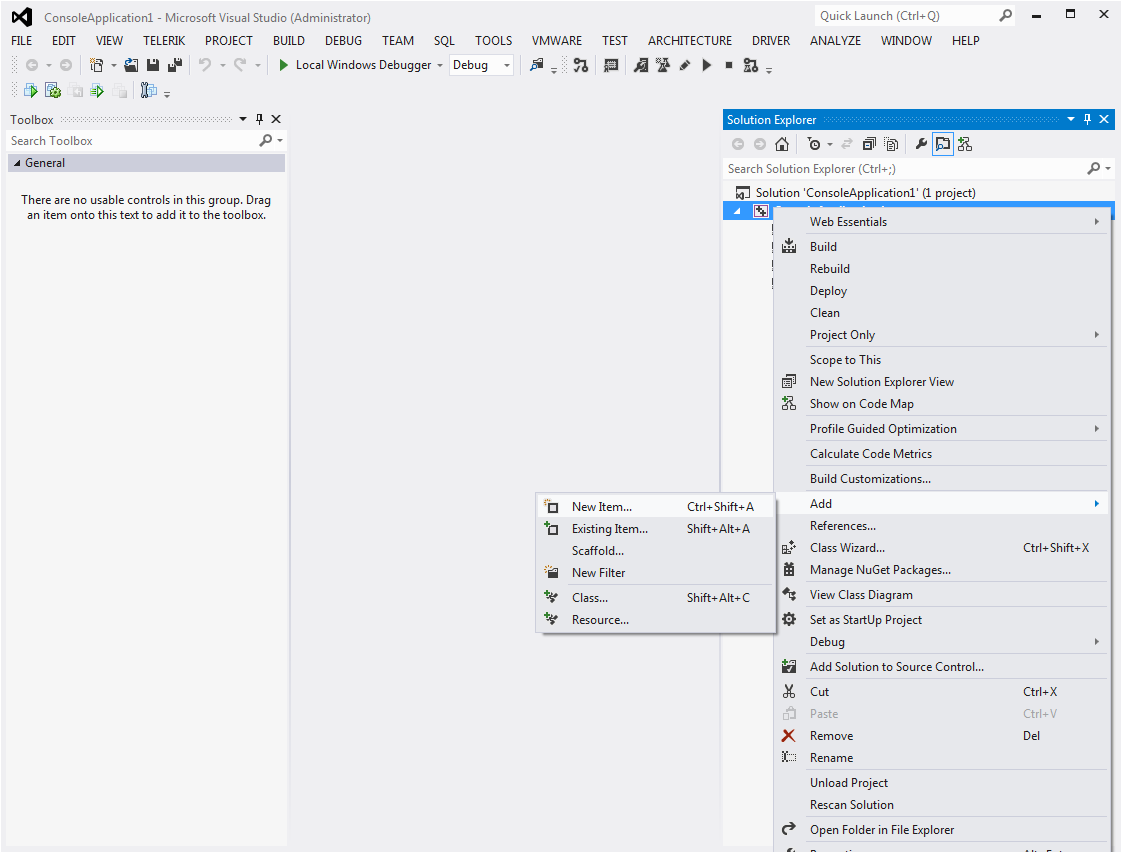 ConsoleApplication1 - Microsoft Visual Studio (Administrator)
Quick Launch (Ctrl+Q)
FILE EDIT VIEW TELERIK PROJECT BUILD DEBUG TEAM SQL TOOLS VMWARE TEST ARCHITECTURE DRIVER ANALYZE WINDOW HELP
Local Windows Debugger Debug
Toolbox
Search Toolbox
General
There are no usable controls in this group. Drag
an item onto this text to add it to the toolbox.
Solution Explorer
Search Solution Explorer (Ctrl+;)
Solution 'ConsoleApplication1' (1 project)
Web Essentials
Build
Rebuild
Deploy
Clean
Project Only
Scope to This
New Solution Explorer View
Show on Code Map
Profile Guided Optimization
Calculate Code Metrics
Build Customizations...
Add
References...
Class Wizard... Ctrl+Shift+X
Manage NuGet Packages...
View Class Diagram
Set as StartUp Project
Debug
Add Solution to Source Control...
Cut Ctrl+X
Paste Ctrl+V
Remove Del
Rename
Unload Project
Rescan Solution
Open Folder in File Explorer
New Item... Ctrl+Shift+A
Existing Item... Shift+Alt+A
Scaffold...
New Filter
Class... Shift+Alt+C
Resource...